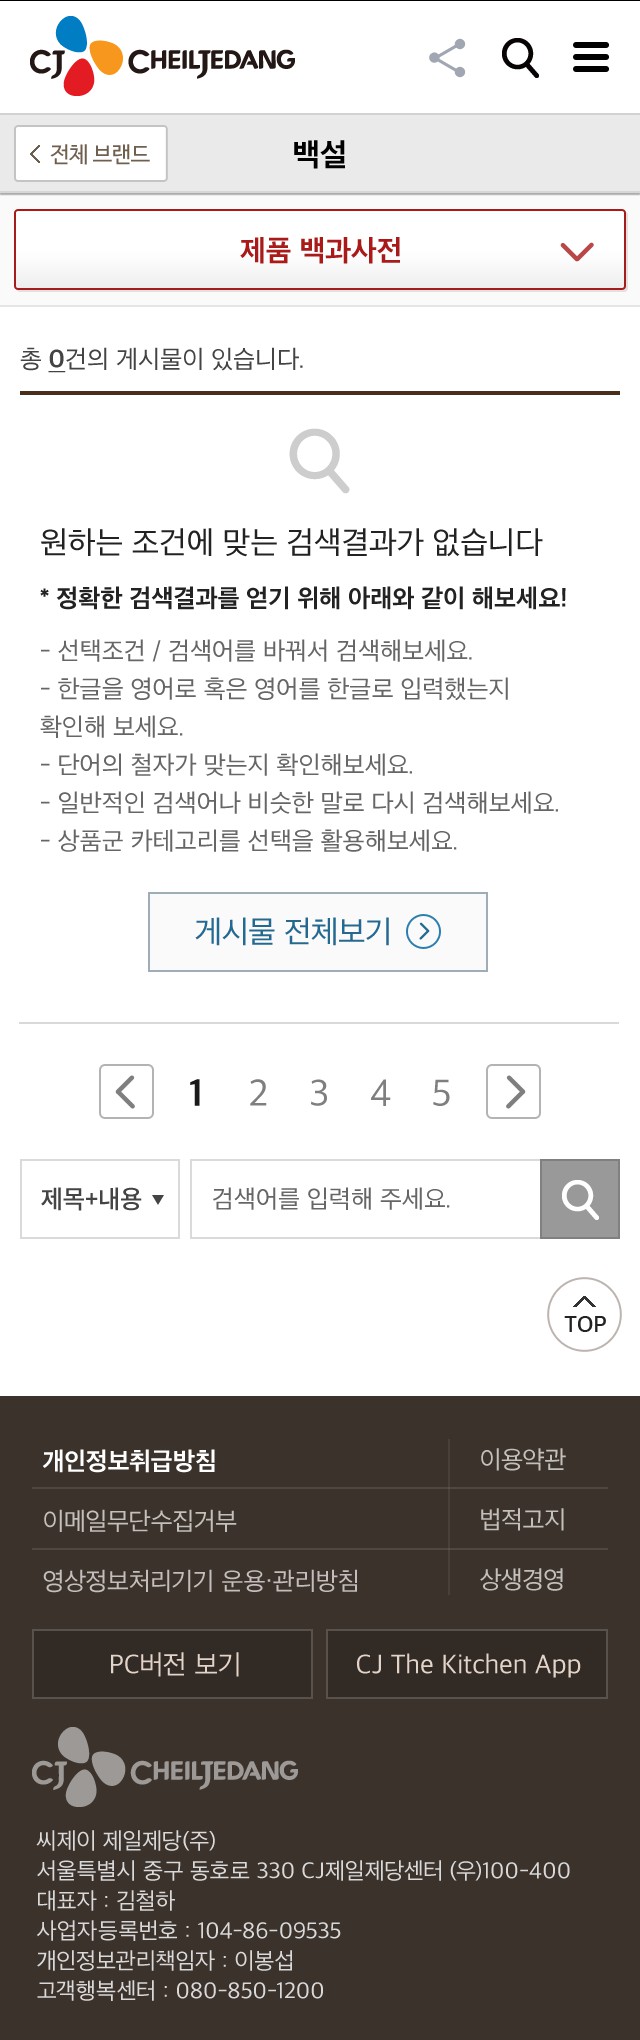 CJ CHEILJEDANG
전체 브랜드
백설
제품 백과사전
총 0건의 게시물이 있습니다.
원하는 조건에 맞는 검색결과가 없습니다
* 정확한 검색결과를 얻기 위해 아래와 같이 해보세요!
- 선택조건 / 검색어를 바꿔서 검색해보세요.
- 한글을 영어로 혹은 영어를 한글로 입력했는지
확인해 보세요.
- 단어의 철자가 맞는지 확인해보세요.
- 일반적인 검색어나 비슷한 말로 다시 검색해보세요.
- 상품군 카테고리를 선택을 활용해보세요.
게시물 전체보기
1 2 3 4 5
제목+내용 ▼ 검색어를 입력해 주세요.
TOP
개인정보취급방침 이용약관
이메일무단수집거부 법적고지
영상정보처리기기 운용·관리방침 상생경영
PC버전 보기 CJ The Kitchen App
CJ CHEILJEDANG
씨제이 제일제당(주)
서울특별시 중구 동호로 330 CJ제일제당센터 (우)100-400
대표자 : 김철하
사업자등록번호 : 104-86-09535
개인정보관리책임자 : 이봉섭
고객행복센터 : 080-850-1200